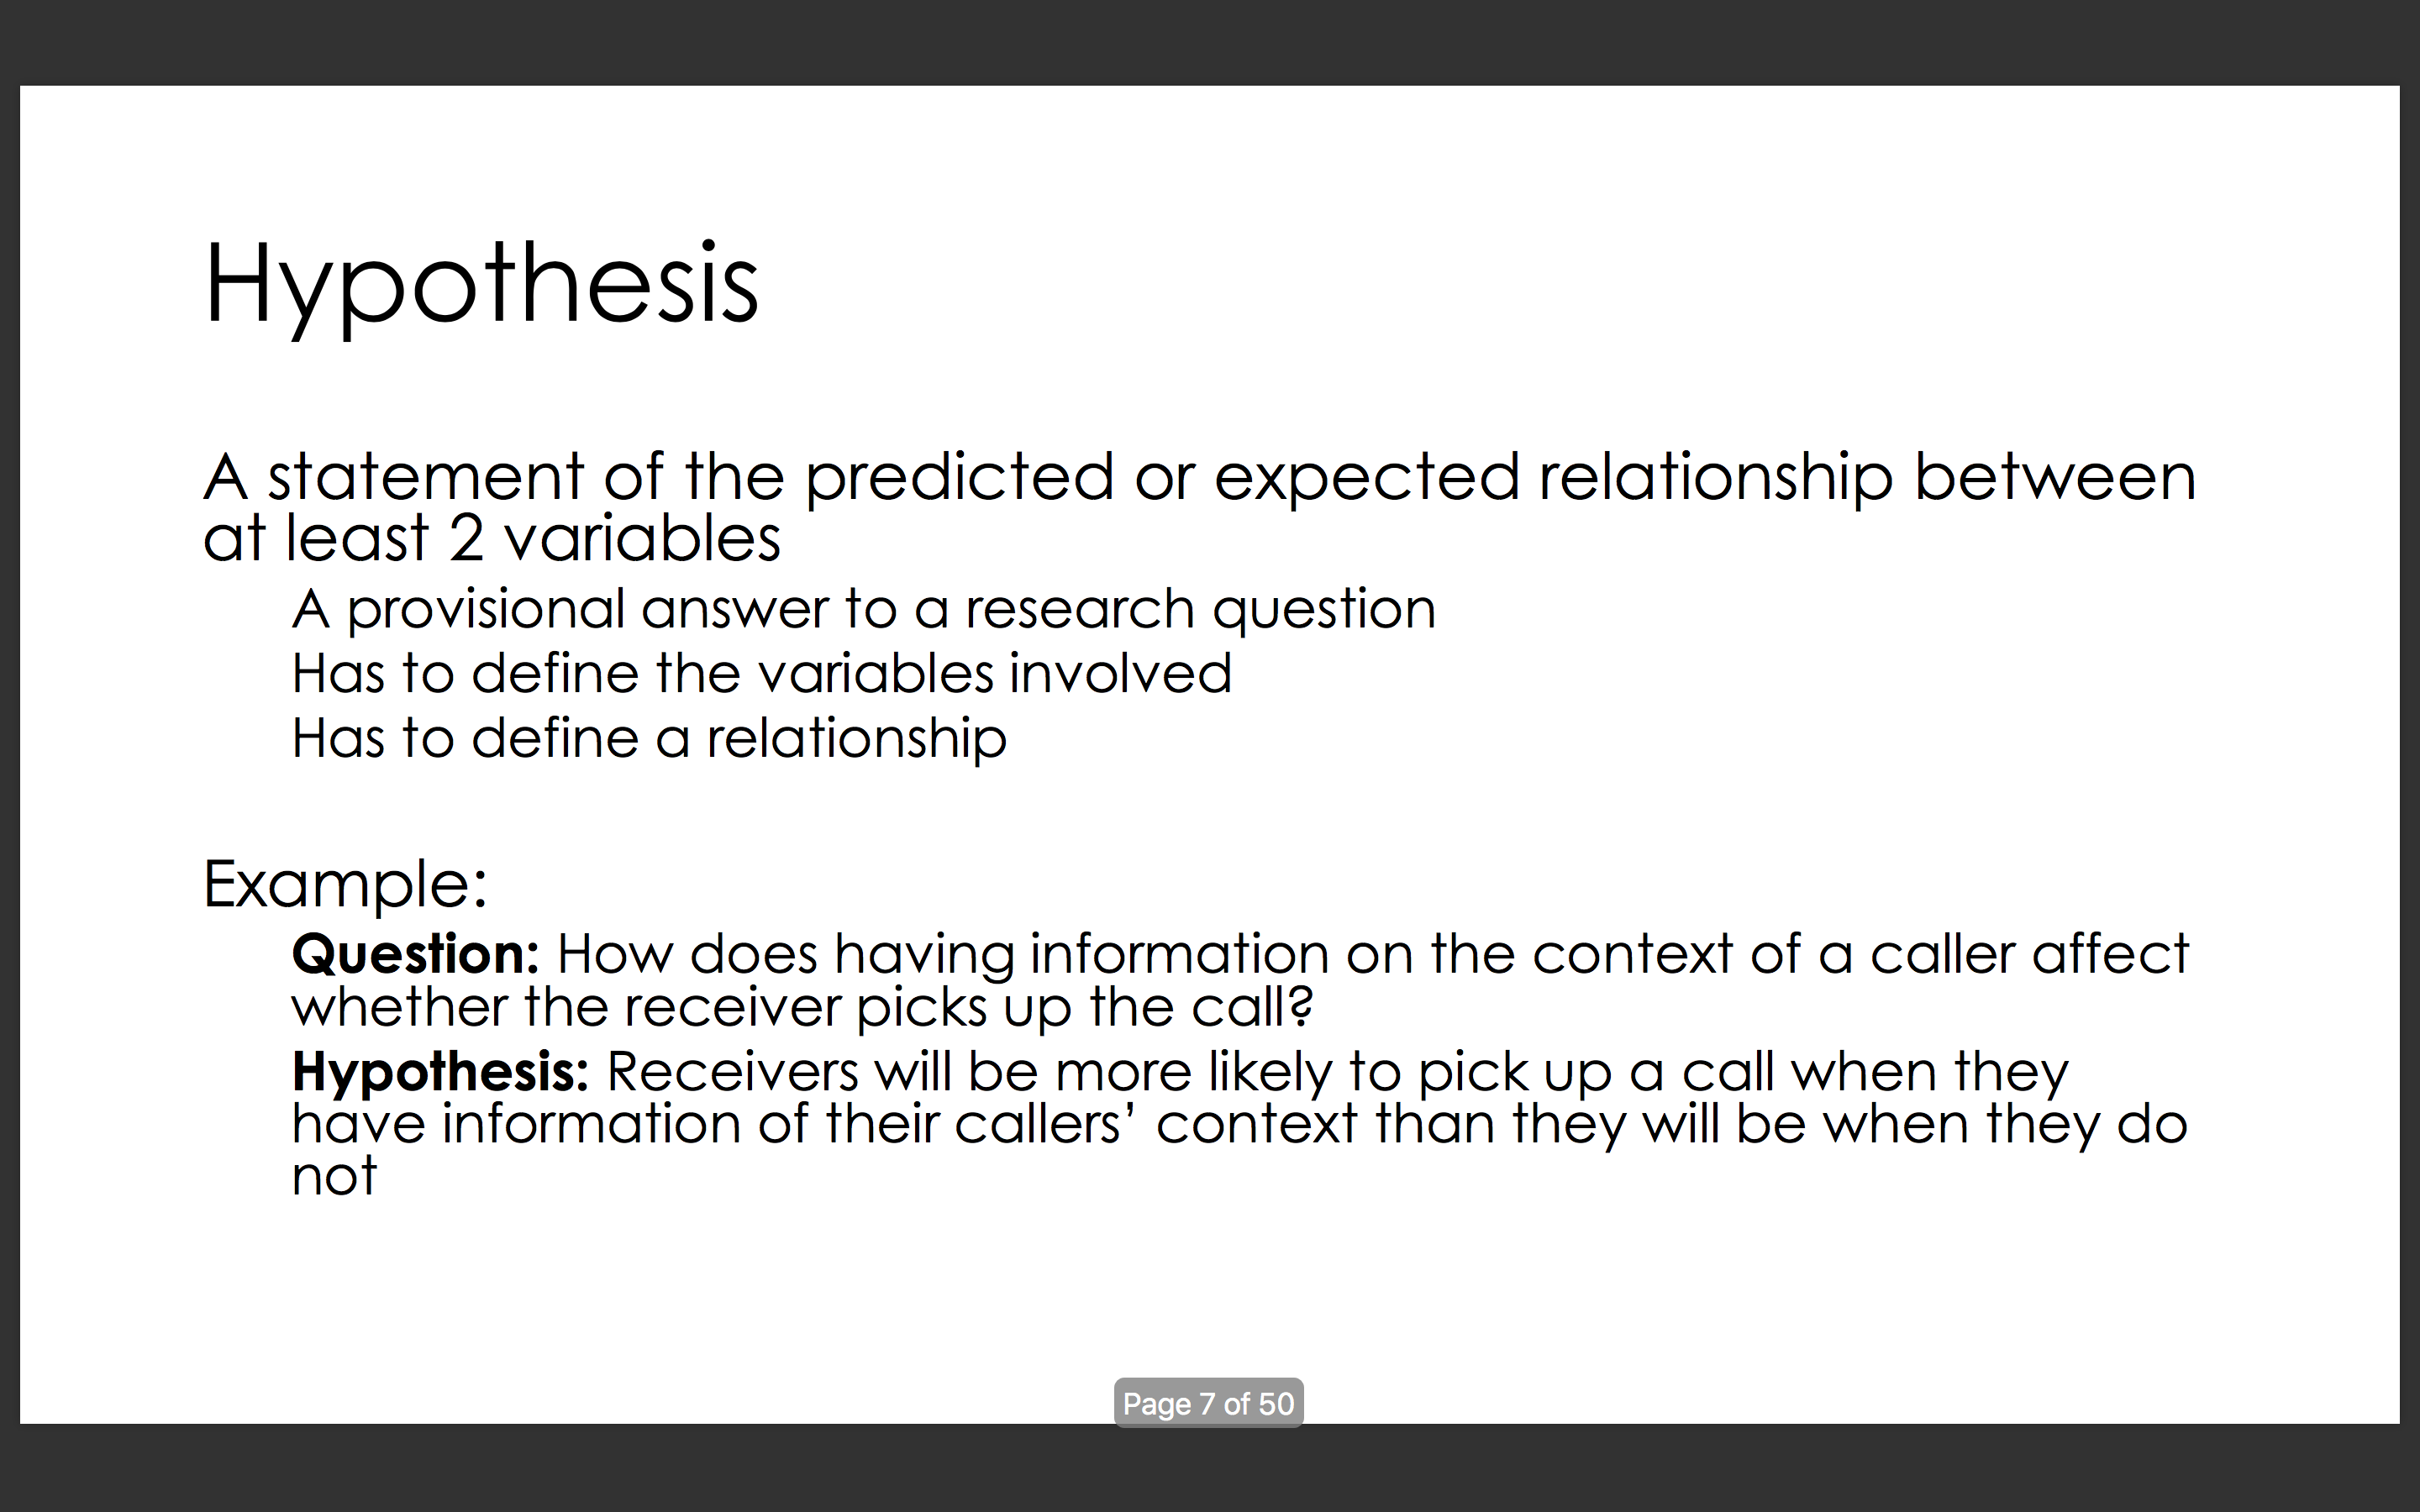 Hypothesis
A statement of the predicted or expected relationship between
at least 2 variables
A provisional answer to a research question
Has to define the variables involved
Has to define a relationship
Example:
Question: How does having information on the context of a caller affect
whether the receiver picks up the call?
Hypothesis: Receivers will be more likely to pick up a call when they
have information of their callers’ context than they will be when they do
not
Page 7 of 50